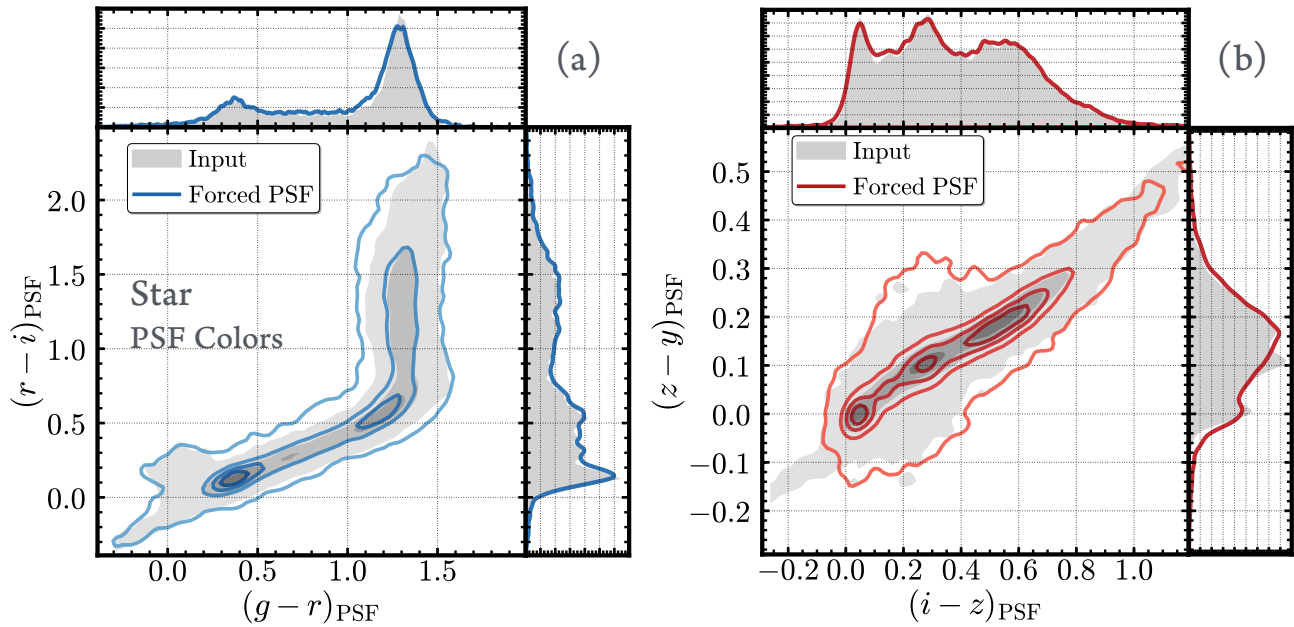 (a)
Input
Forced PSF
Star
PSF Colors
2.0
1.5
1.0
0.5
0.0
(r − i)PSF
0.0 0.5 1.0 1.5
(g − r)PSF
(b)
Input
Forced PSF
0.5
0.4
0.3
0.2
0.1
0.0
−0.1
−0.2
(z − y)PSF
−0.2 0.0 0.2 0.4 0.6 0.8 1.0
(i − z)PSF